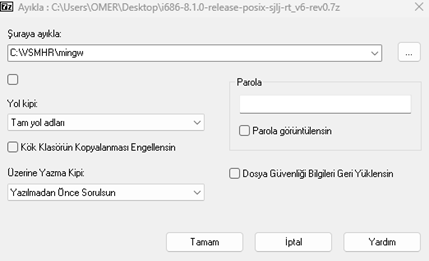 Ayıkla : C:\Users\OMER\Desktop\i686-8.1.0-release-posix-sjlj-rt_v6-rev0.7z
Şuraya ayıkla:
C:\VSMHR\mingw
...
Yol kipi:
Tam yol adları
Kök Klasörün Kopyalanması Engellensin
Üzerine Yazma Kipi:
Yazılmadan Önce Sorulsun
Parola
Parola görüntülensin
Dosya Güvenliği Bilgileri Geri Yüklensin
Tamam
İptal
Yardım